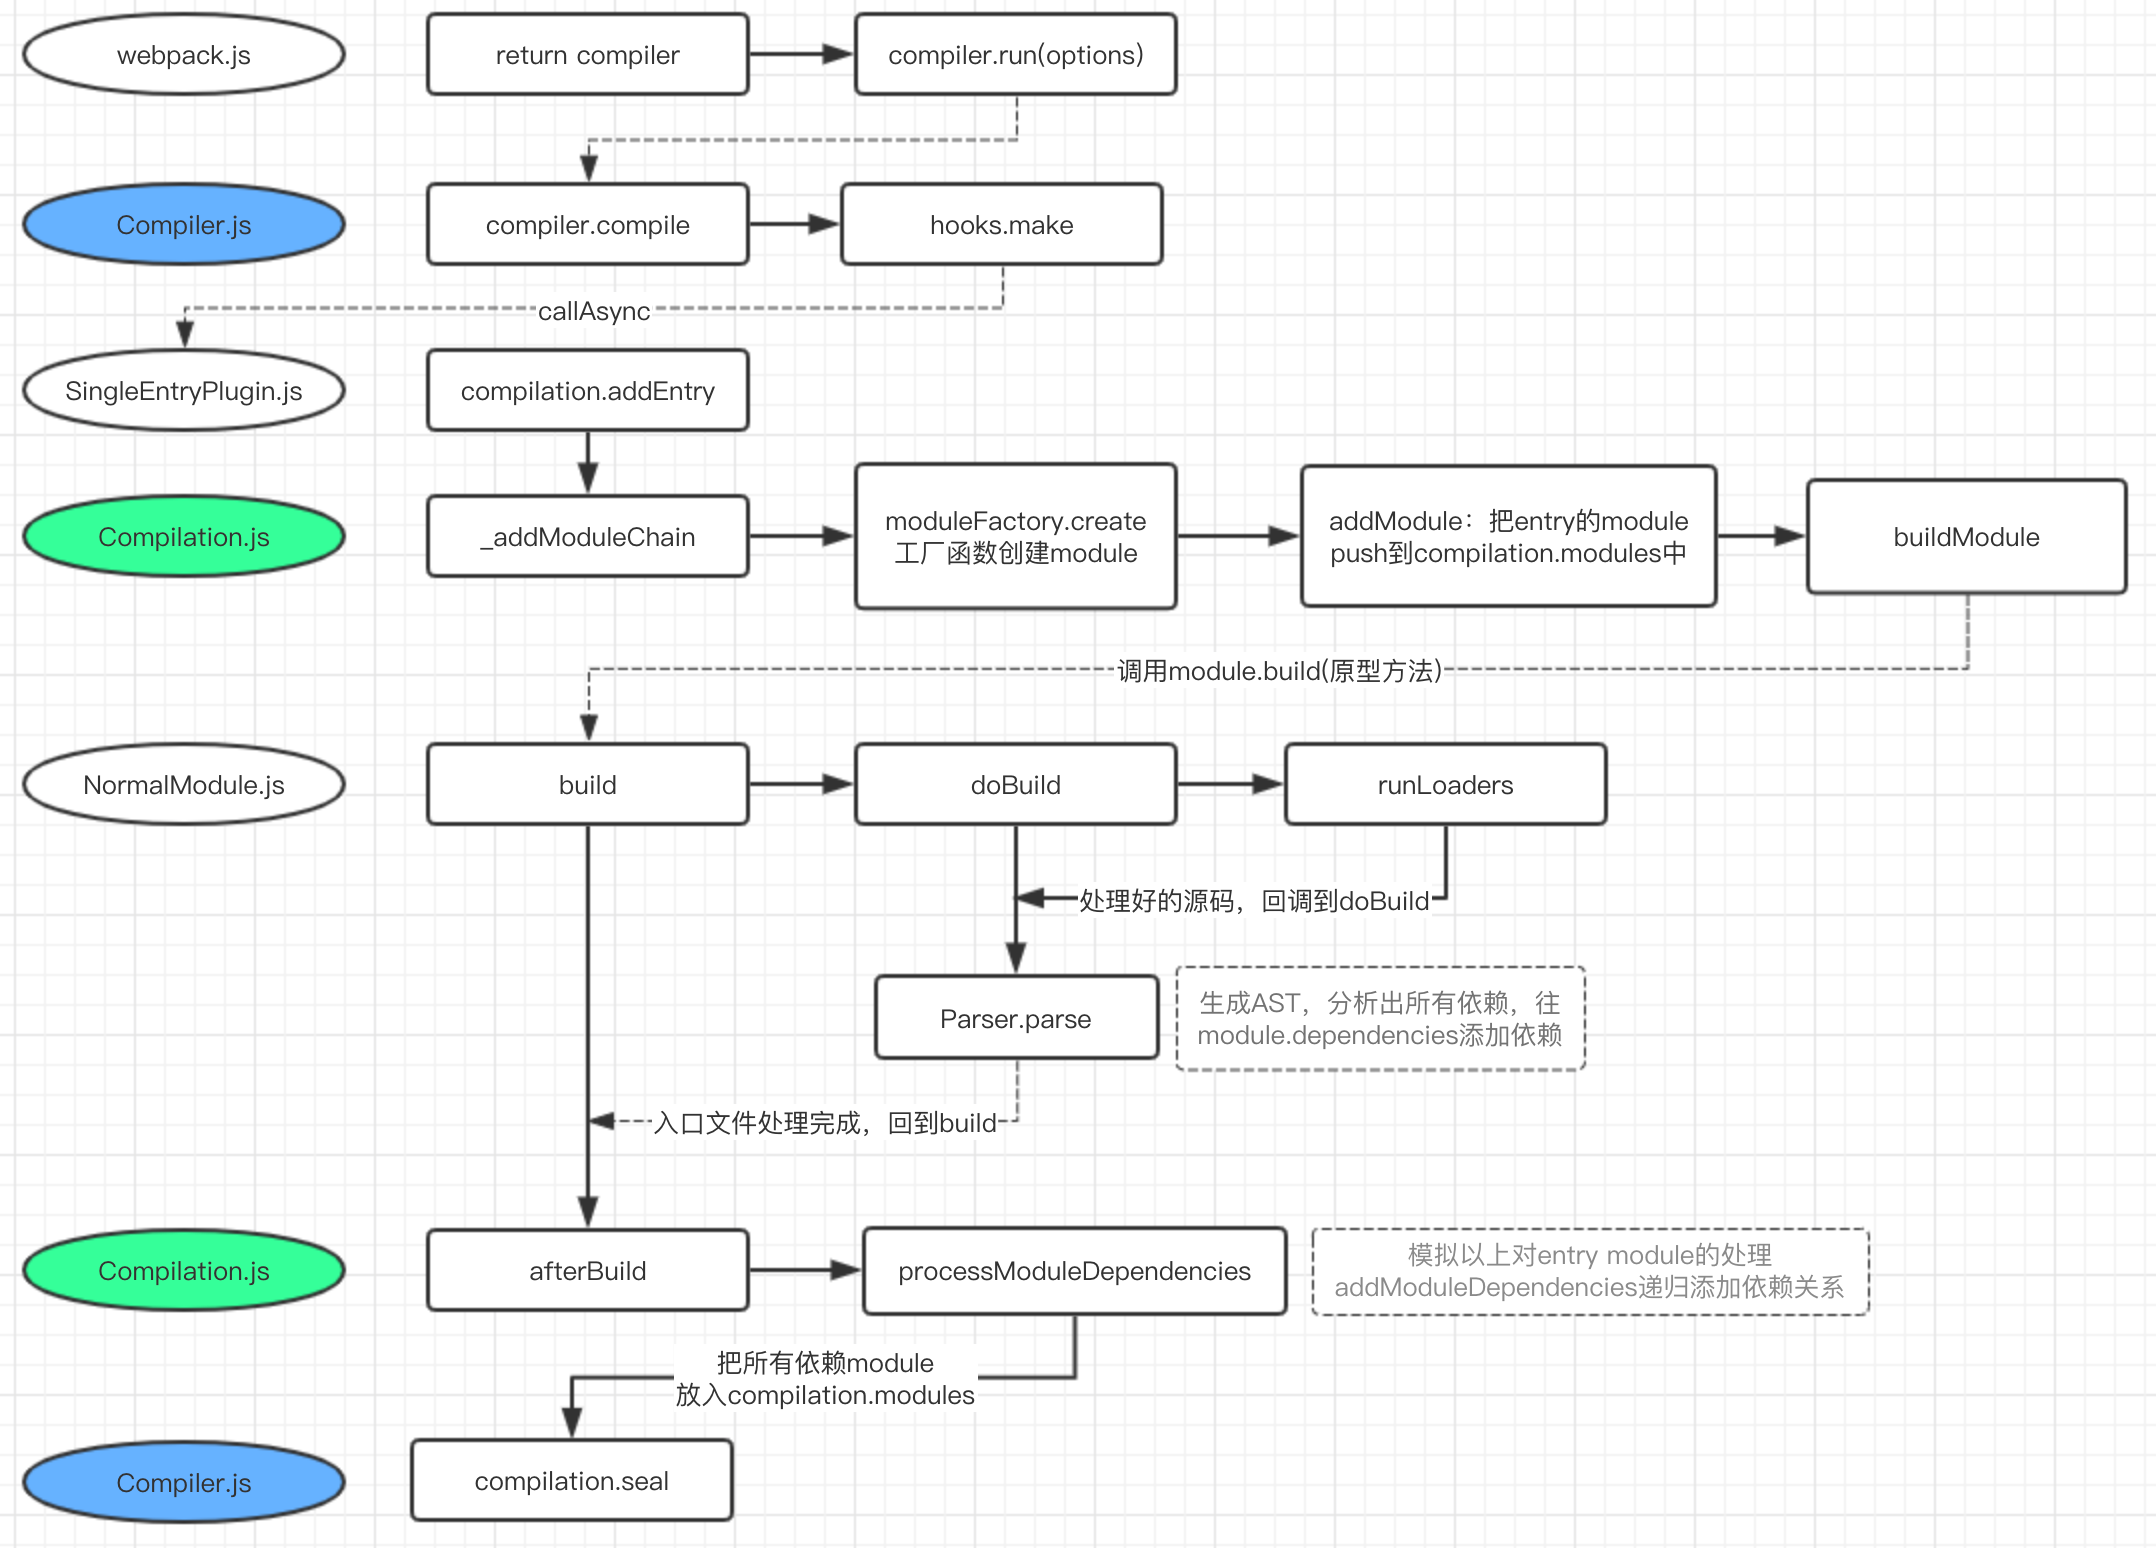 webpack.js
return compiler
compiler.run(options)
Compiler.js
compiler.compile
hooks.make
callAsync
SingleEntryPlugin.js
compilation.addEntry
Compilation.js
_addModuleChain
moduleFactory.create
工厂函数创建module
addModule：把entry的module
push到compilation.modules中
buildModule
调用module.build(原型方法)
NormalModule.js
build
doBuild
runLoaders
处理好的源码，回调到doBuild
Parser.parse
生成AST，分析出所有依赖，往
module.dependencies添加依赖
入口文件处理完成，回到build
Compilation.js
afterBuild
processModuleDependencies
模拟以上对entry module的处理
addModuleDependencies递归添加依赖关系
把所有依赖module
放入compilation.modules
Compiler.js
compilation.seal